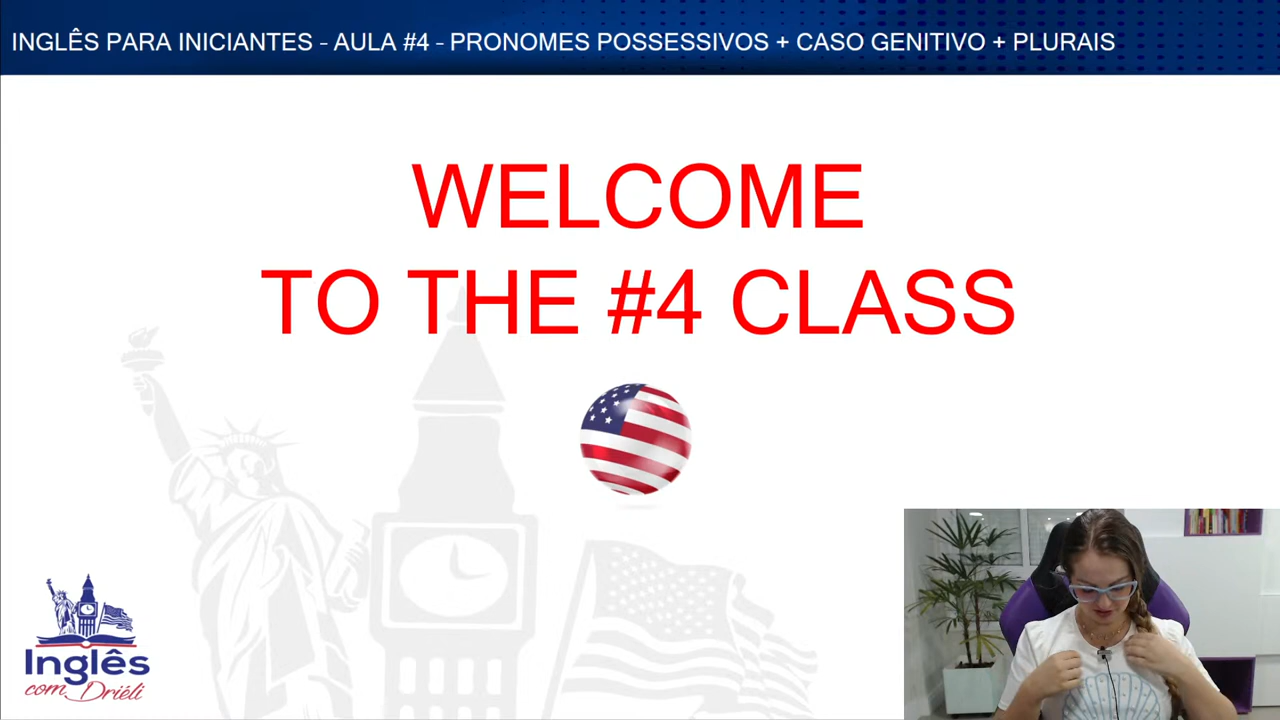 INGLÊS PARA INICIANTES - AULA #4 - PRONOMES POSSESSIVOS + CASO GENITIVO + PLURAIS
WELCOME
TO THE #4 CLASS
Inglês
com Driéli